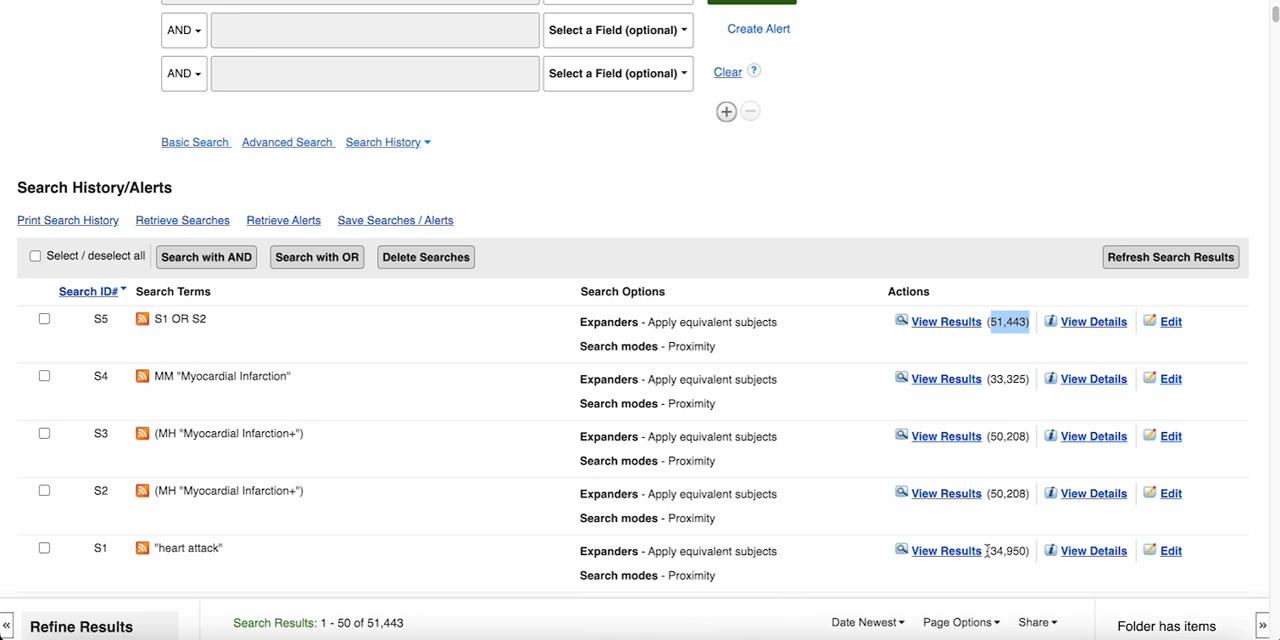 AND Select a Field (optional) Create Alert
AND Select a Field (optional) Clear ?
Basic Search Advanced Search Search History
Search History/Alerts
Print Search History Retrieve Searches Retrieve Alerts Save Searches / Alerts
Select / deselect all Search with AND Search with OR Delete Searches Refresh Search Results
Search ID# Search Terms Search Options Actions
S5 S1 OR S2 Expanders - Apply equivalent subjects View Results (51,443) View Details Edit
Search modes - Proximity
S4 MM "Myocardial Infarction" Expanders - Apply equivalent subjects View Results (33,325) View Details Edit
Search modes - Proximity
S3 (MH "Myocardial Infarction+") Expanders - Apply equivalent subjects View Results (50,208) View Details Edit
Search modes - Proximity
S2 (MH "Myocardial Infarction+") Expanders - Apply equivalent subjects View Results (50,208) View Details Edit
Search modes - Proximity
S1 "heart attack" Expanders - Apply equivalent subjects View Results (34,950) View Details Edit
Search modes - Proximity
« Refine Results Search Results: 1 - 50 of 51,443 Date Newest Page Options Share Folder has items »